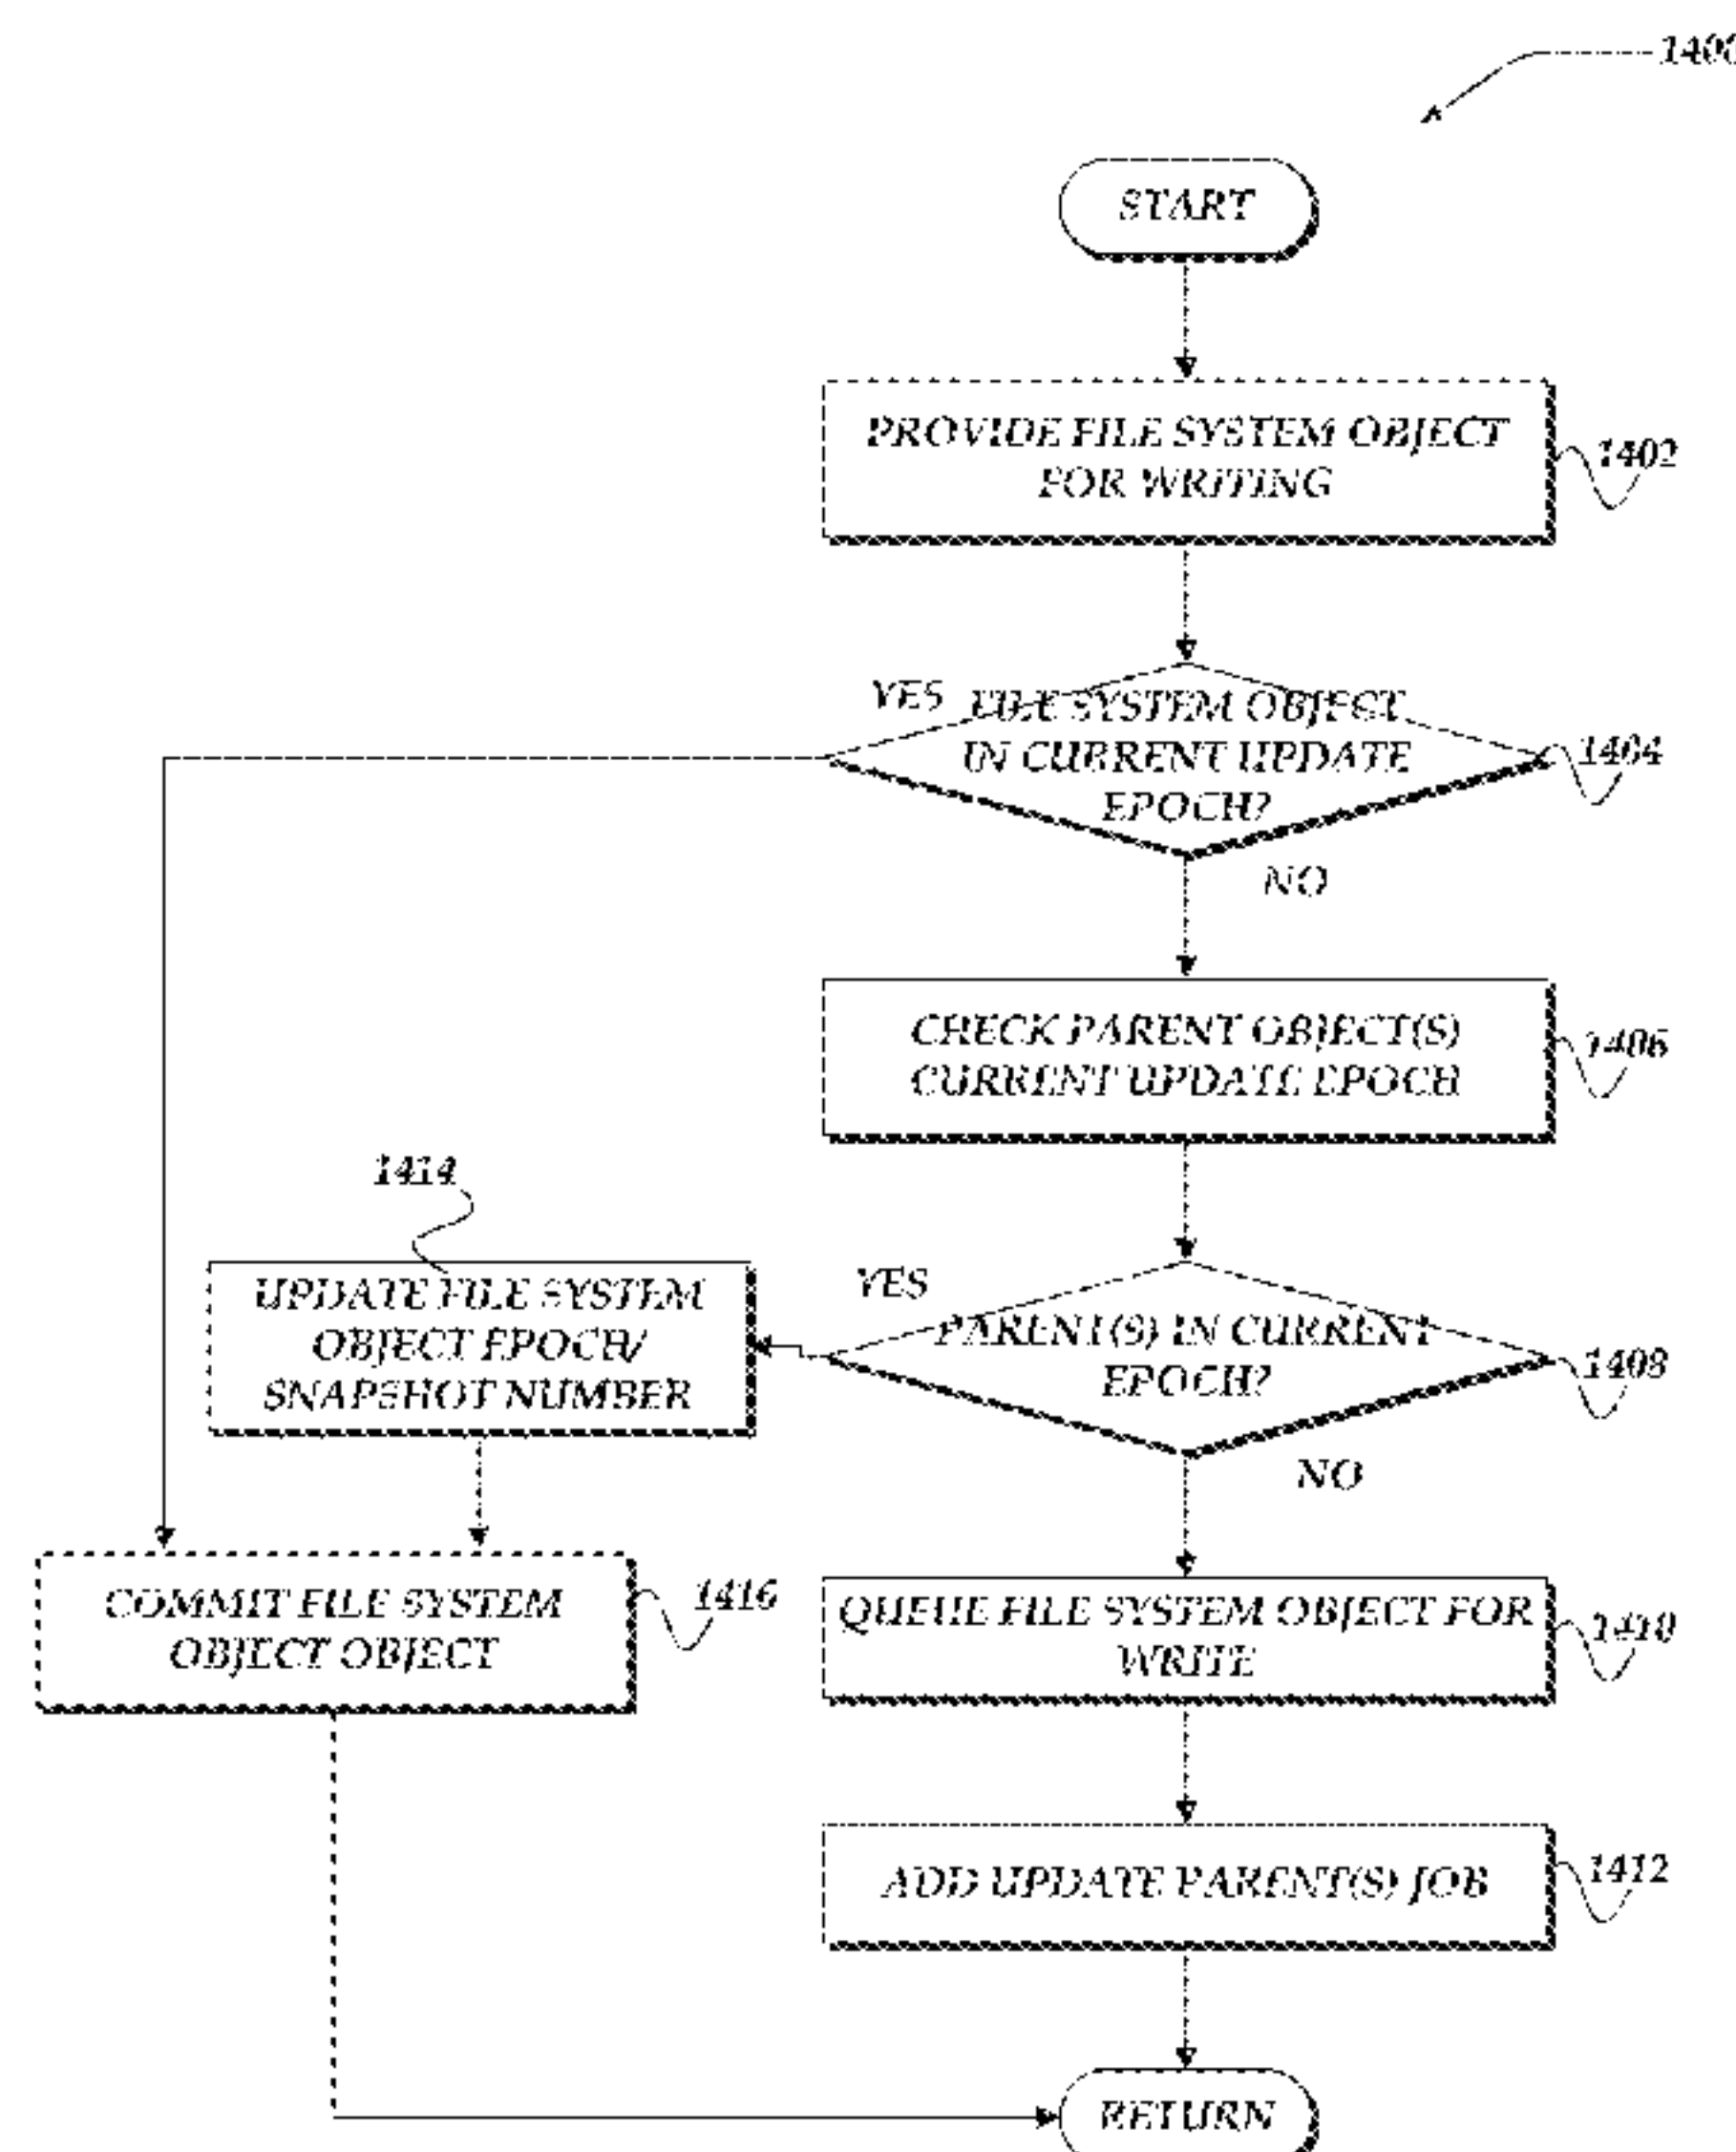 1400
START
PROVIDE FILE SYSTEM OBJECT
FOR WRITING
1402
YES
FILE SYSTEM OBJECT
IN CURRENT UPDATE
EPOCH?
1404
NO
CHECK PARENT OBJECT(S)
CURRENT UPDATE EPOCH
1406
1414
UPDATE FILE SYSTEM
OBJECT EPOCH/
SNAPSHOT NUMBER
YES
PARENT(S) IN CURRENT
EPOCH?
1408
NO
COMMIT FILE SYSTEM
OBJECT OBJECT
1416
QUEUE FILE SYSTEM OBJECT FOR
WRITE
1410
ADD UPDATE PARENT(S) JOB
1412
RETURN